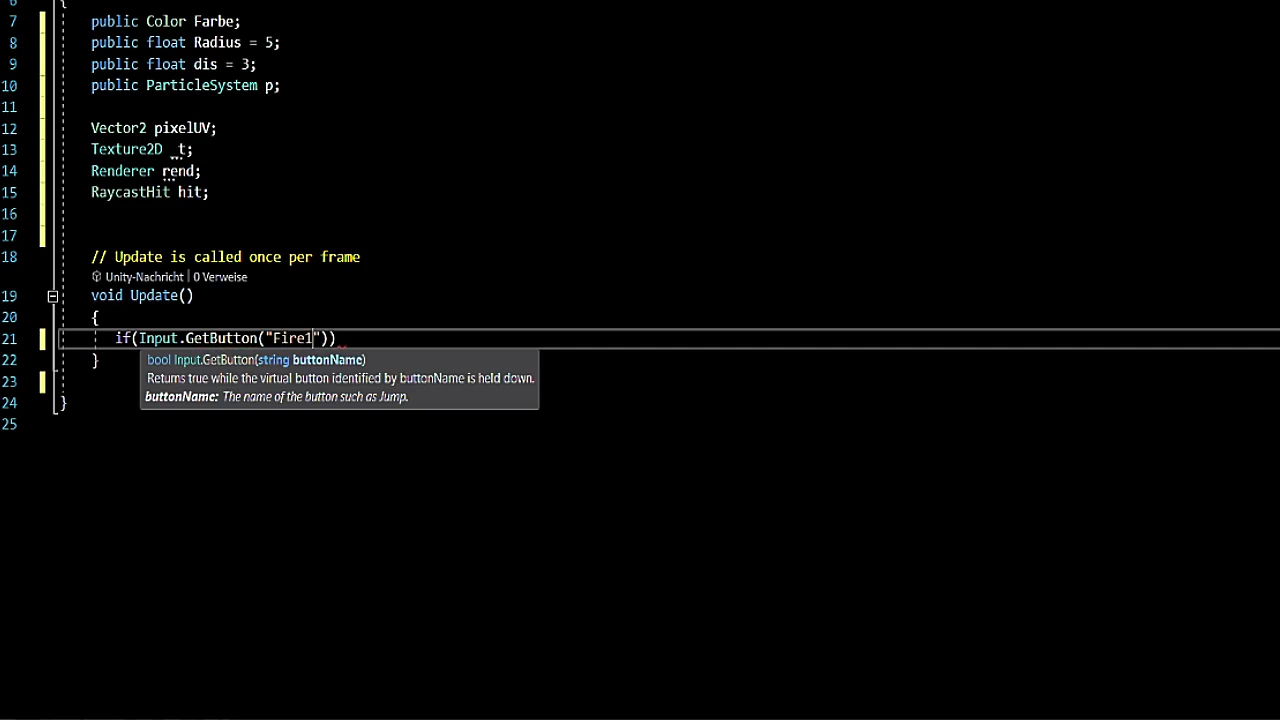 6 {
7 public Color Farbe;
8 public float Radius = 5;
9 public float dis = 3;
10 public ParticleSystem p;
11
12 Vector2 pixelUV;
13 Texture2D _t;
14 Renderer rend;
15 RaycastHit hit;
16
17
18 // Update is called once per frame
Unity-Nachricht | 0 Verweise
19 void Update()
20 {
21 if(Input.GetButton("Fire1"))
22 }
bool Input.GetButton(string buttonName)
Returns true while the virtual button identified by buttonName is held down.
buttonName: The name of the button such as Jump.
23
24 }
25